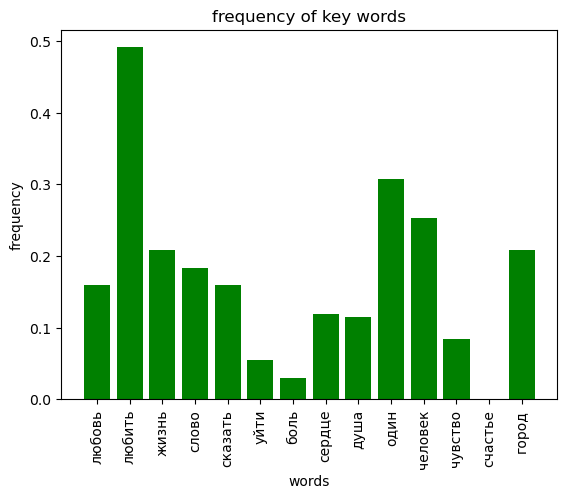 frequency of key words
frequency
0.5
0.4
0.3
0.2
0.1
0.0
любовь
любить
жизнь
слово
сказать
уйти
боль
сердце
душа
один
человек
чувство
счастье
город
words